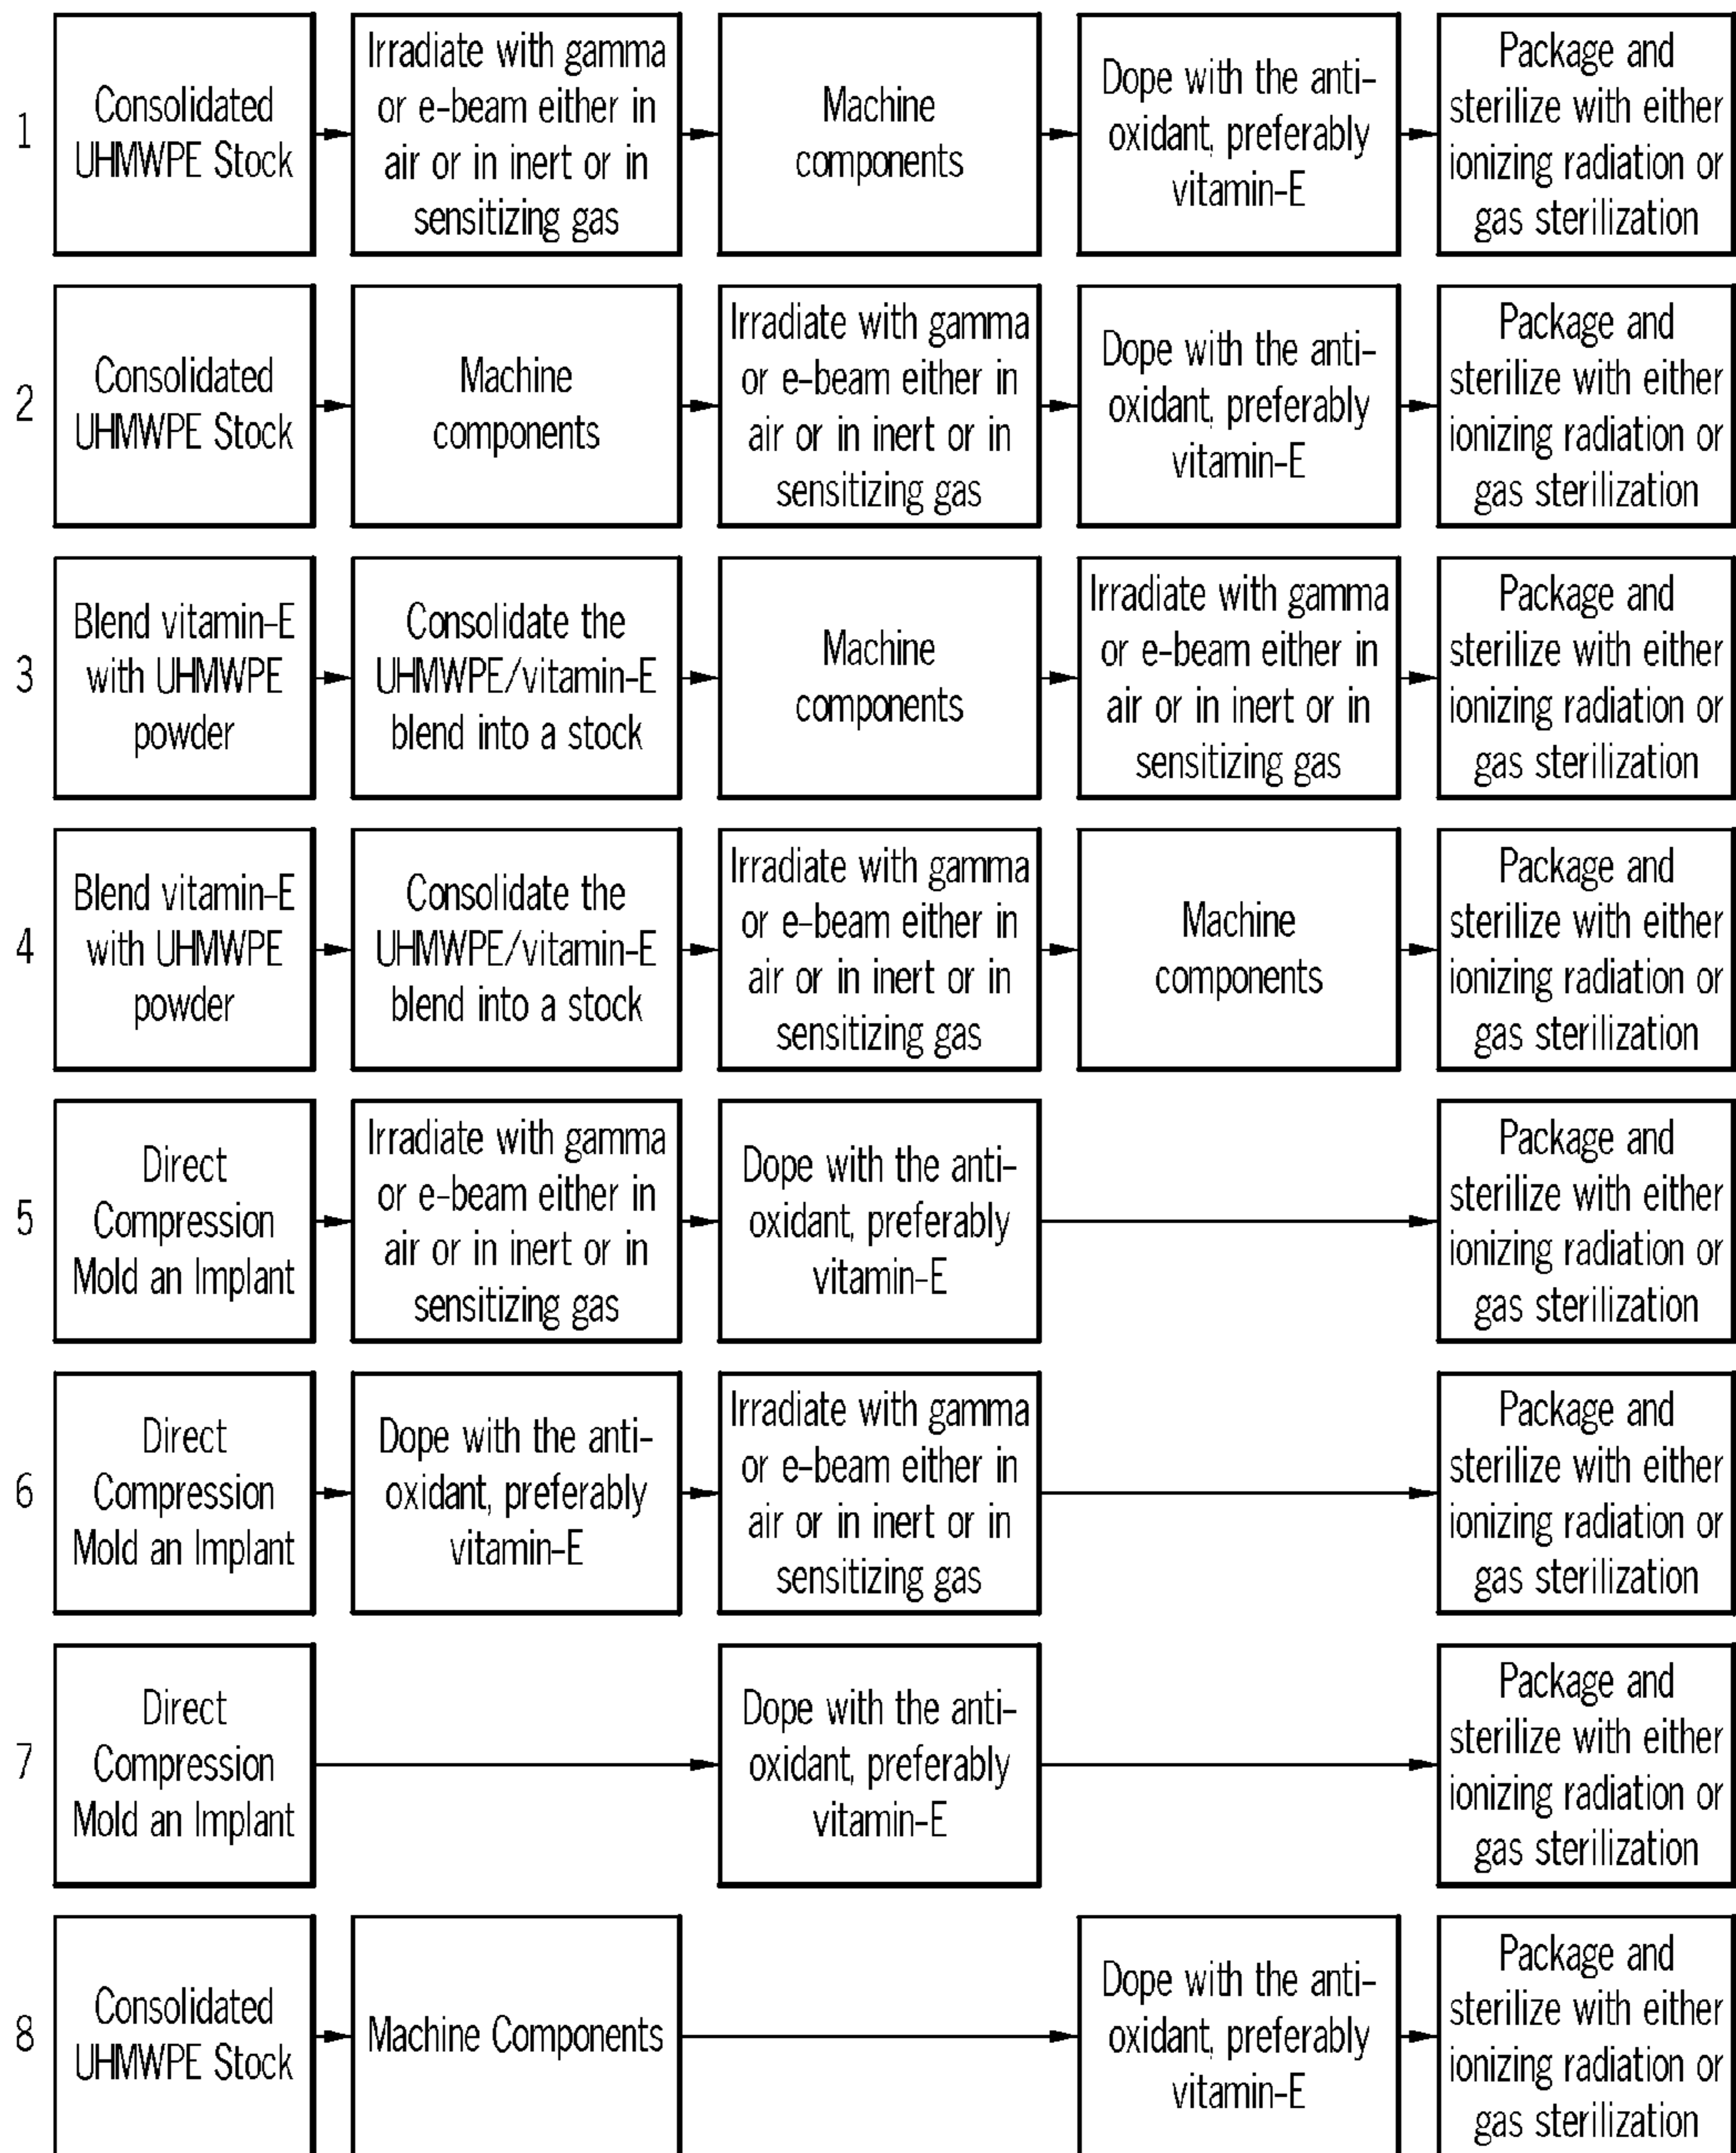 1
Consolidated
UHMWPE Stock
Irradiate with gamma
or e-beam either in
air or in inert or in
sensitizing gas
Machine
components
Dope with the anti-
oxidant, preferably
vitamin-E
Package and
sterilize with either
ionizing radiation or
gas sterilization
2
Consolidated
UHMWPE Stock
Machine
components
Irradiate with gamma
or e-beam either in
air or in inert or in
sensitizing gas
Dope with the anti-
oxidant, preferably
vitamin-E
Package and
sterilize with either
ionizing radiation or
gas sterilization
3
Blend vitamin-E
with UHMWPE
powder
Consolidate the
UHMWPE/vitamin-E
blend into a stock
Machine
components
Irradiate with gamma
or e-beam either in
air or in inert or in
sensitizing gas
Package and
sterilize with either
ionizing radiation or
gas sterilization
4
Blend vitamin-E
with UHMWPE
powder
Consolidate the
UHMWPE/vitamin-E
blend into a stock
Irradiate with gamma
or e-beam either in
air or in inert or in
sensitizing gas
Machine
components
Package and
sterilize with either
ionizing radiation or
gas sterilization
5
Direct
Compression
Mold an Implant
Irradiate with gamma
or e-beam either in
air or in inert or in
sensitizing gas
Dope with the anti-
oxidant, preferably
vitamin-E
Package and
sterilize with either
ionizing radiation or
gas sterilization
6
Direct
Compression
Mold an Implant
Dope with the anti-
oxidant, preferably
vitamin-E
Irradiate with gamma
or e-beam either in
air or in inert or in
sensitizing gas
Package and
sterilize with either
ionizing radiation or
gas sterilization
7
Direct
Compression
Mold an Implant
Dope with the anti-
oxidant, preferably
vitamin-E
Package and
sterilize with either
ionizing radiation or
gas sterilization
8
Consolidated
UHMWPE Stock
Machine Components
Dope with the anti-
oxidant, preferably
vitamin-E
Package and
sterilize with either
ionizing radiation or
gas sterilization